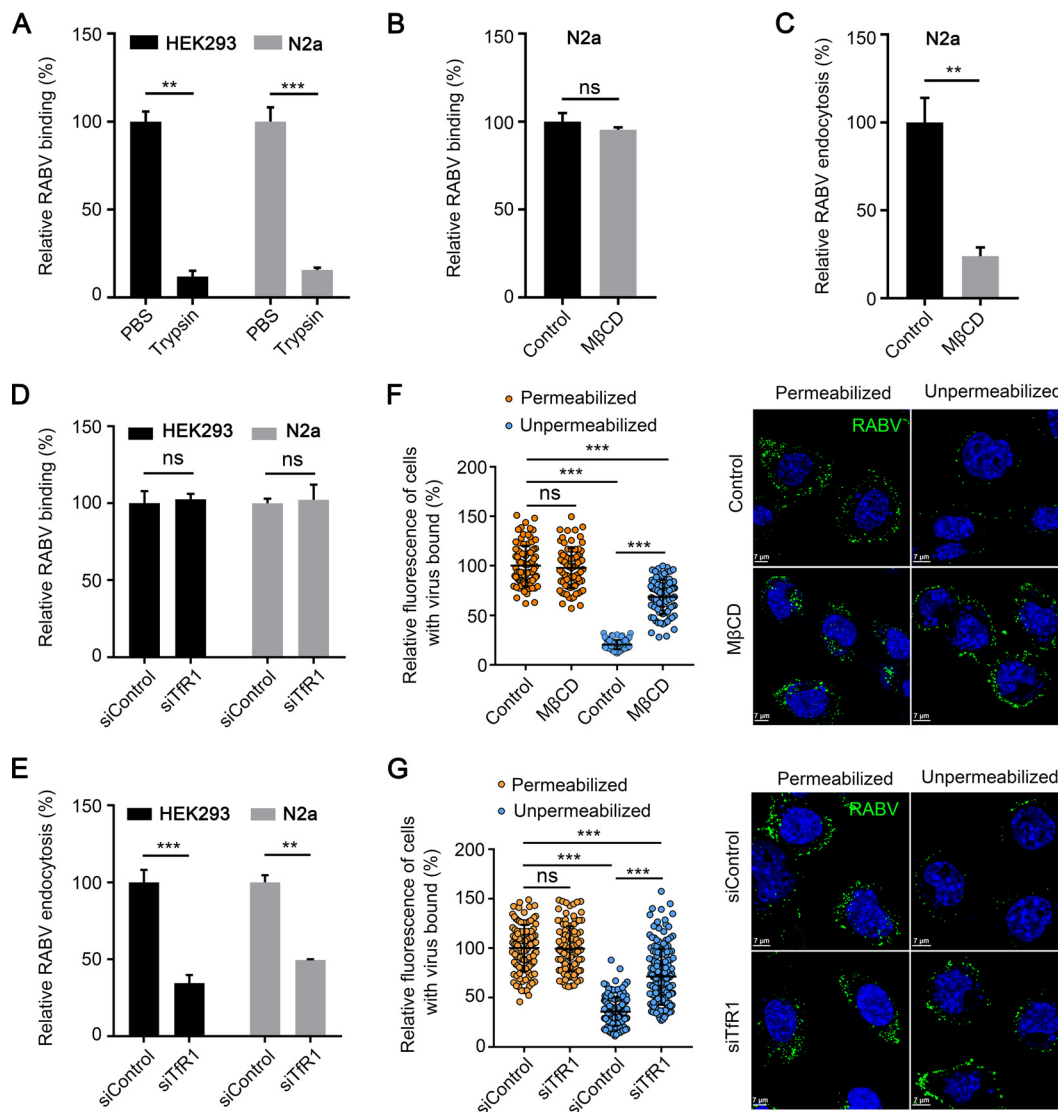 A
HEK293 N2a
Relative RABV binding (%)
150
100
50
0
** ***
PBS Trypsin PBS Trypsin
B
N2a
Relative RABV binding (%)
150
100
50
0
ns
Control MβCD
C
N2a
Relative RABV endocytosis (%)
150
100
50
0
**
Control MβCD
D
HEK293 N2a
Relative RABV binding (%)
150
100
50
0
ns ns
siControl siTfR1 siControl siTfR1
F
Permeabilized
Unpermeabilized
Relative fluorescence of cells
with virus bound (%)
200
150
100
50
0
***
***
ns
***
Control MβCD Control MβCD
Permeabilized Unpermeabilized
Control
RABV
7 μm 7 μm
MβCD
7 μm 7 μm
E
HEK293 N2a
Relative RABV endocytosis (%)
150
100
50
0
*** **
siControl siTfR1 siControl siTfR1
G
Permeabilized
Unpermeabilized
Relative fluorescence of cells
with virus bound (%)
200
150
100
50
0
***
***
ns
***
siControl siTfR1 siControl siTfR1
Permeabilized Unpermeabilized
siControl
RABV
7 μm 7 μm
siTfR1
7 μm 7 μm